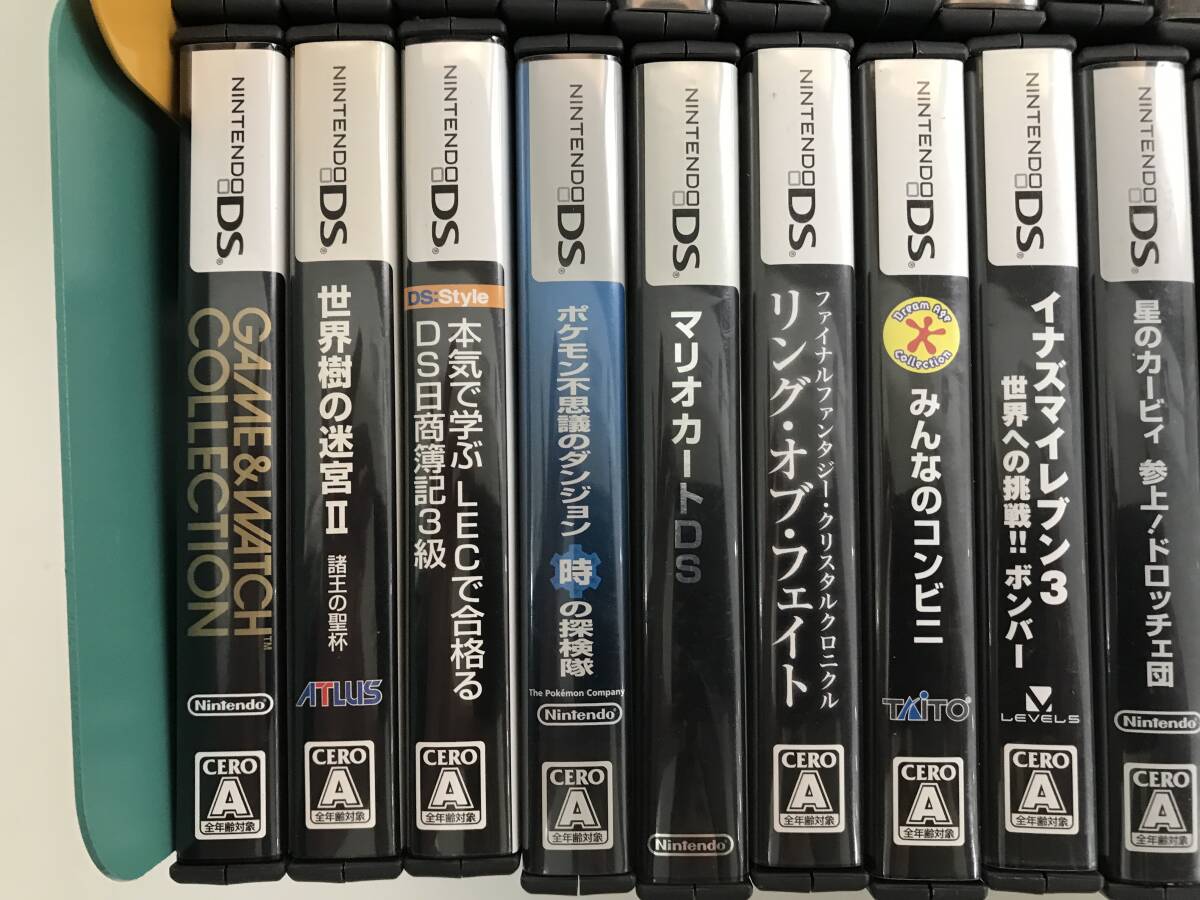 NINTENDO DS®
GAME&WATCH™
COLLECTION
Nintendo®
CERO
A
全年齢対象
NINTENDO DS®
世界樹の迷宮II
諸王の聖杯
ATLUS
CERO
A
全年齢対象
NINTENDO DS®
DS:Style
本気で学ぶ LECで合格る
DS日商簿記3級
CERO
A
全年齢対象
NINTENDO DS®
ポケモン不思議のダンジョン
時の探検隊
The Pokémon Company
Nintendo®
CERO
A
全年齢対象
NINTENDO DS®
マリオカートDS
Nintendo®
NINTENDO DS®
ファイナルファンタジー・クリスタルクロニクル
リング・オブ・フェイト
CERO
A
全年齢対象
NINTENDO DS®
Dream Age
Collection
みんなのコンビニ
TAITO®
CERO
A
全年齢対象
NINTENDO DS®
イナズマイレブン3
世界への挑戦!! ボンバー
LEVEL5
CERO
A
全年齢対象
NINTENDO DS®
星のカービィ 参上!ドロッチェ団
Nintendo®
CERO
A
全年齢対象